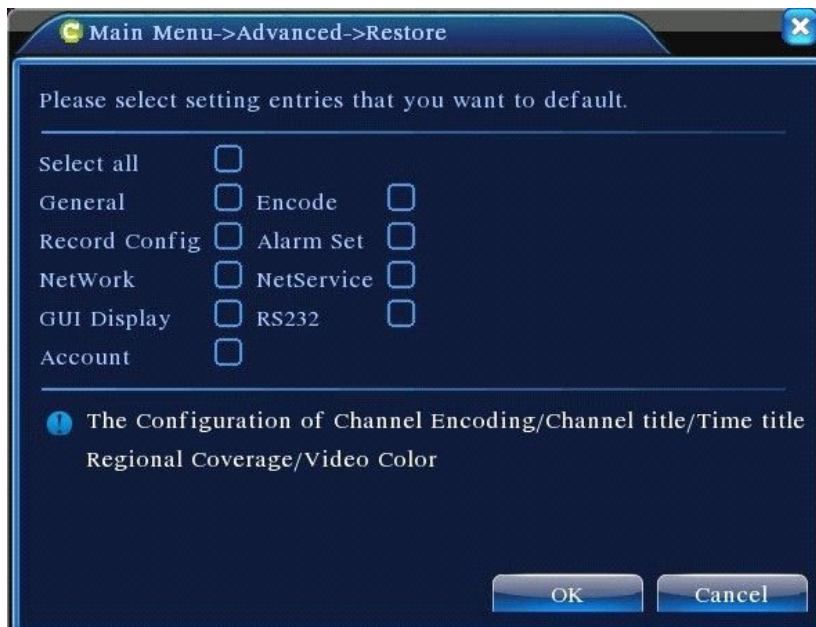 Main Menu->Advanced->Restore
Please select setting entries that you want to default.
Select all
General Encode
Record Config Alarm Set
NetWork NetService
GUI Display RS232
Account
The Configuration of Channel Encoding/Channel title/Time title
Regional Coverage/Video Color
OK Cancel